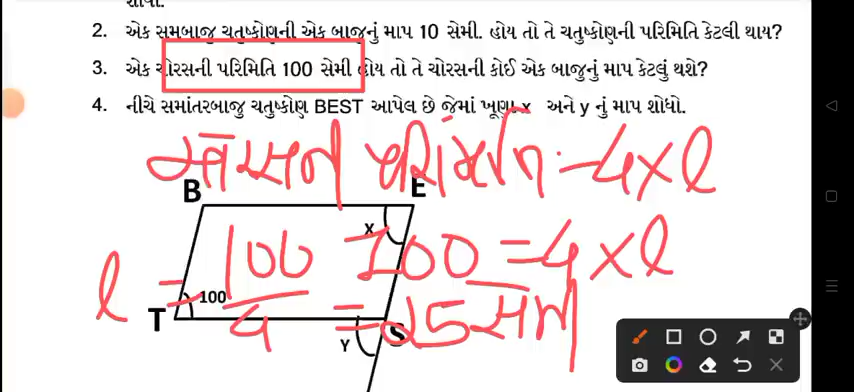 2. એક સમબાજુ ચતુષ્કોણની એક બાજુનું માપ 10 સેમી. હોય તો તે ચતુષ્કોણની પરિમિતિ કેટલી થાય?
3. એક ચોરસની પરિમિતિ 100 સેમી હોય તો તે ચોરસની કોઈ એક બાજુનું માપ કેટલું થશે?
4. નીચે સમાંતરબાજુ ચતુષ્કોણ BEST આપેલ છે જેમાં ખૂણા x અને y નું માપ શોધો.
પરિમિતિ - 4 x l
B E
X
100 = 4 x l
l = 100/4 = 25 સેમી
100
T S
Y